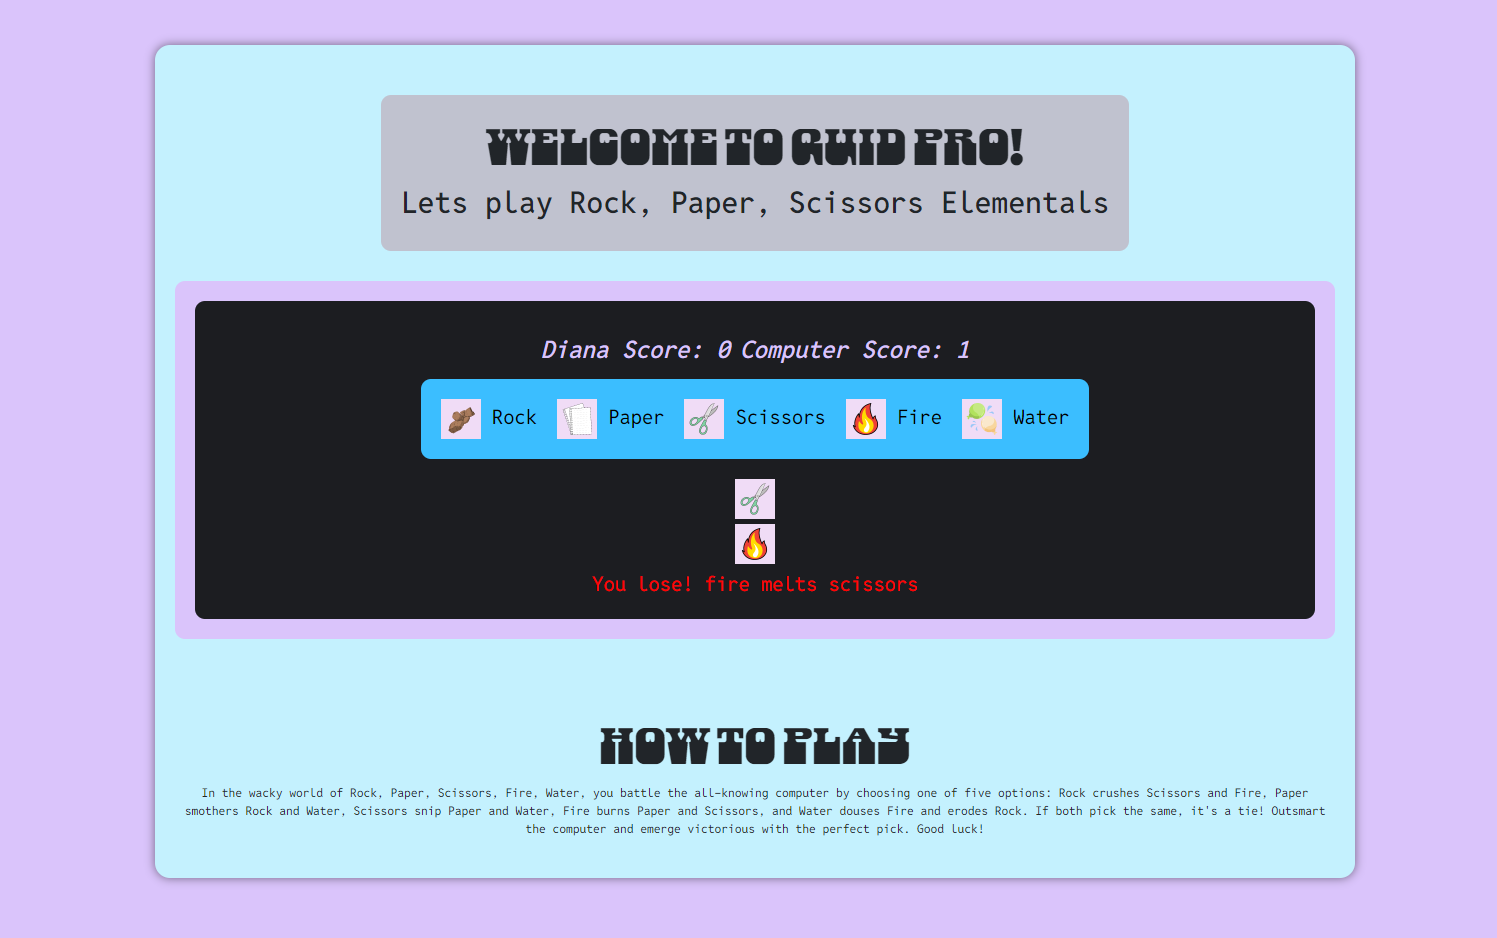 WELCOME TO QUID PRO!
Lets play Rock, Paper, Scissors Elementals
Diana Score: 0 Computer Score: 1
Rock Paper Scissors Fire Water
You lose! fire melts scissors
HOW TO PLAY
In the wacky world of Rock, Paper, Scissors, Fire, Water, you battle the all-knowing computer by choosing one of five options: Rock crushes Scissors and Fire, Paper
smothers Rock and Water, Scissors snip Paper and Water, Fire burns Paper and Scissors, and Water douses Fire and erodes Rock. If both pick the same, it's a tie! Outsmart
the computer and emerge victorious with the perfect pick. Good luck!